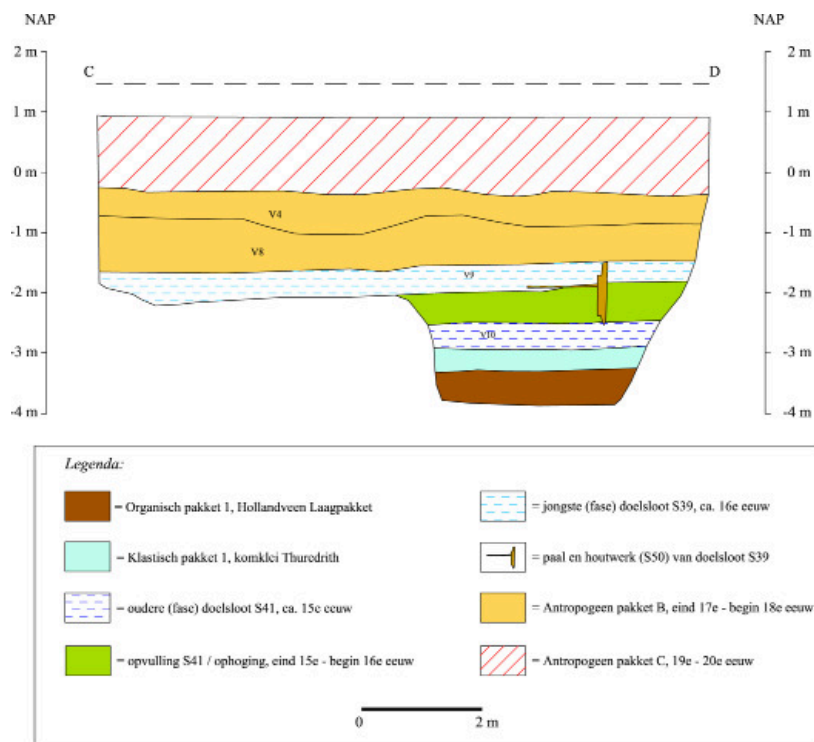 NAP
NAP
2 m
2 m
C
D
1 m
1 m
0 m
0 m
V4
-1 m
-1 m
V8
V9
-2 m
-2 m
V10
-3 m
-3 m
-4 m
-4 m
Legenda:
= Organisch pakket 1, Hollandveen Laagpakket
= jongste (fase) doelsloot S39, ca. 16e eeuw
= Klastisch pakket 1, komklei Thuredrith
= paal en houtwerk (S50) van doelsloot S39
= oudere (fase) doelsloot S41, ca. 15e eeuw
= Antropogeen pakket B, eind 17e - begin 18e eeuw
= opvulling S41 / ophoging, eind 15e - begin 16e eeuw
= Antropogeen pakket C, 19e - 20e eeuw
0
2 m